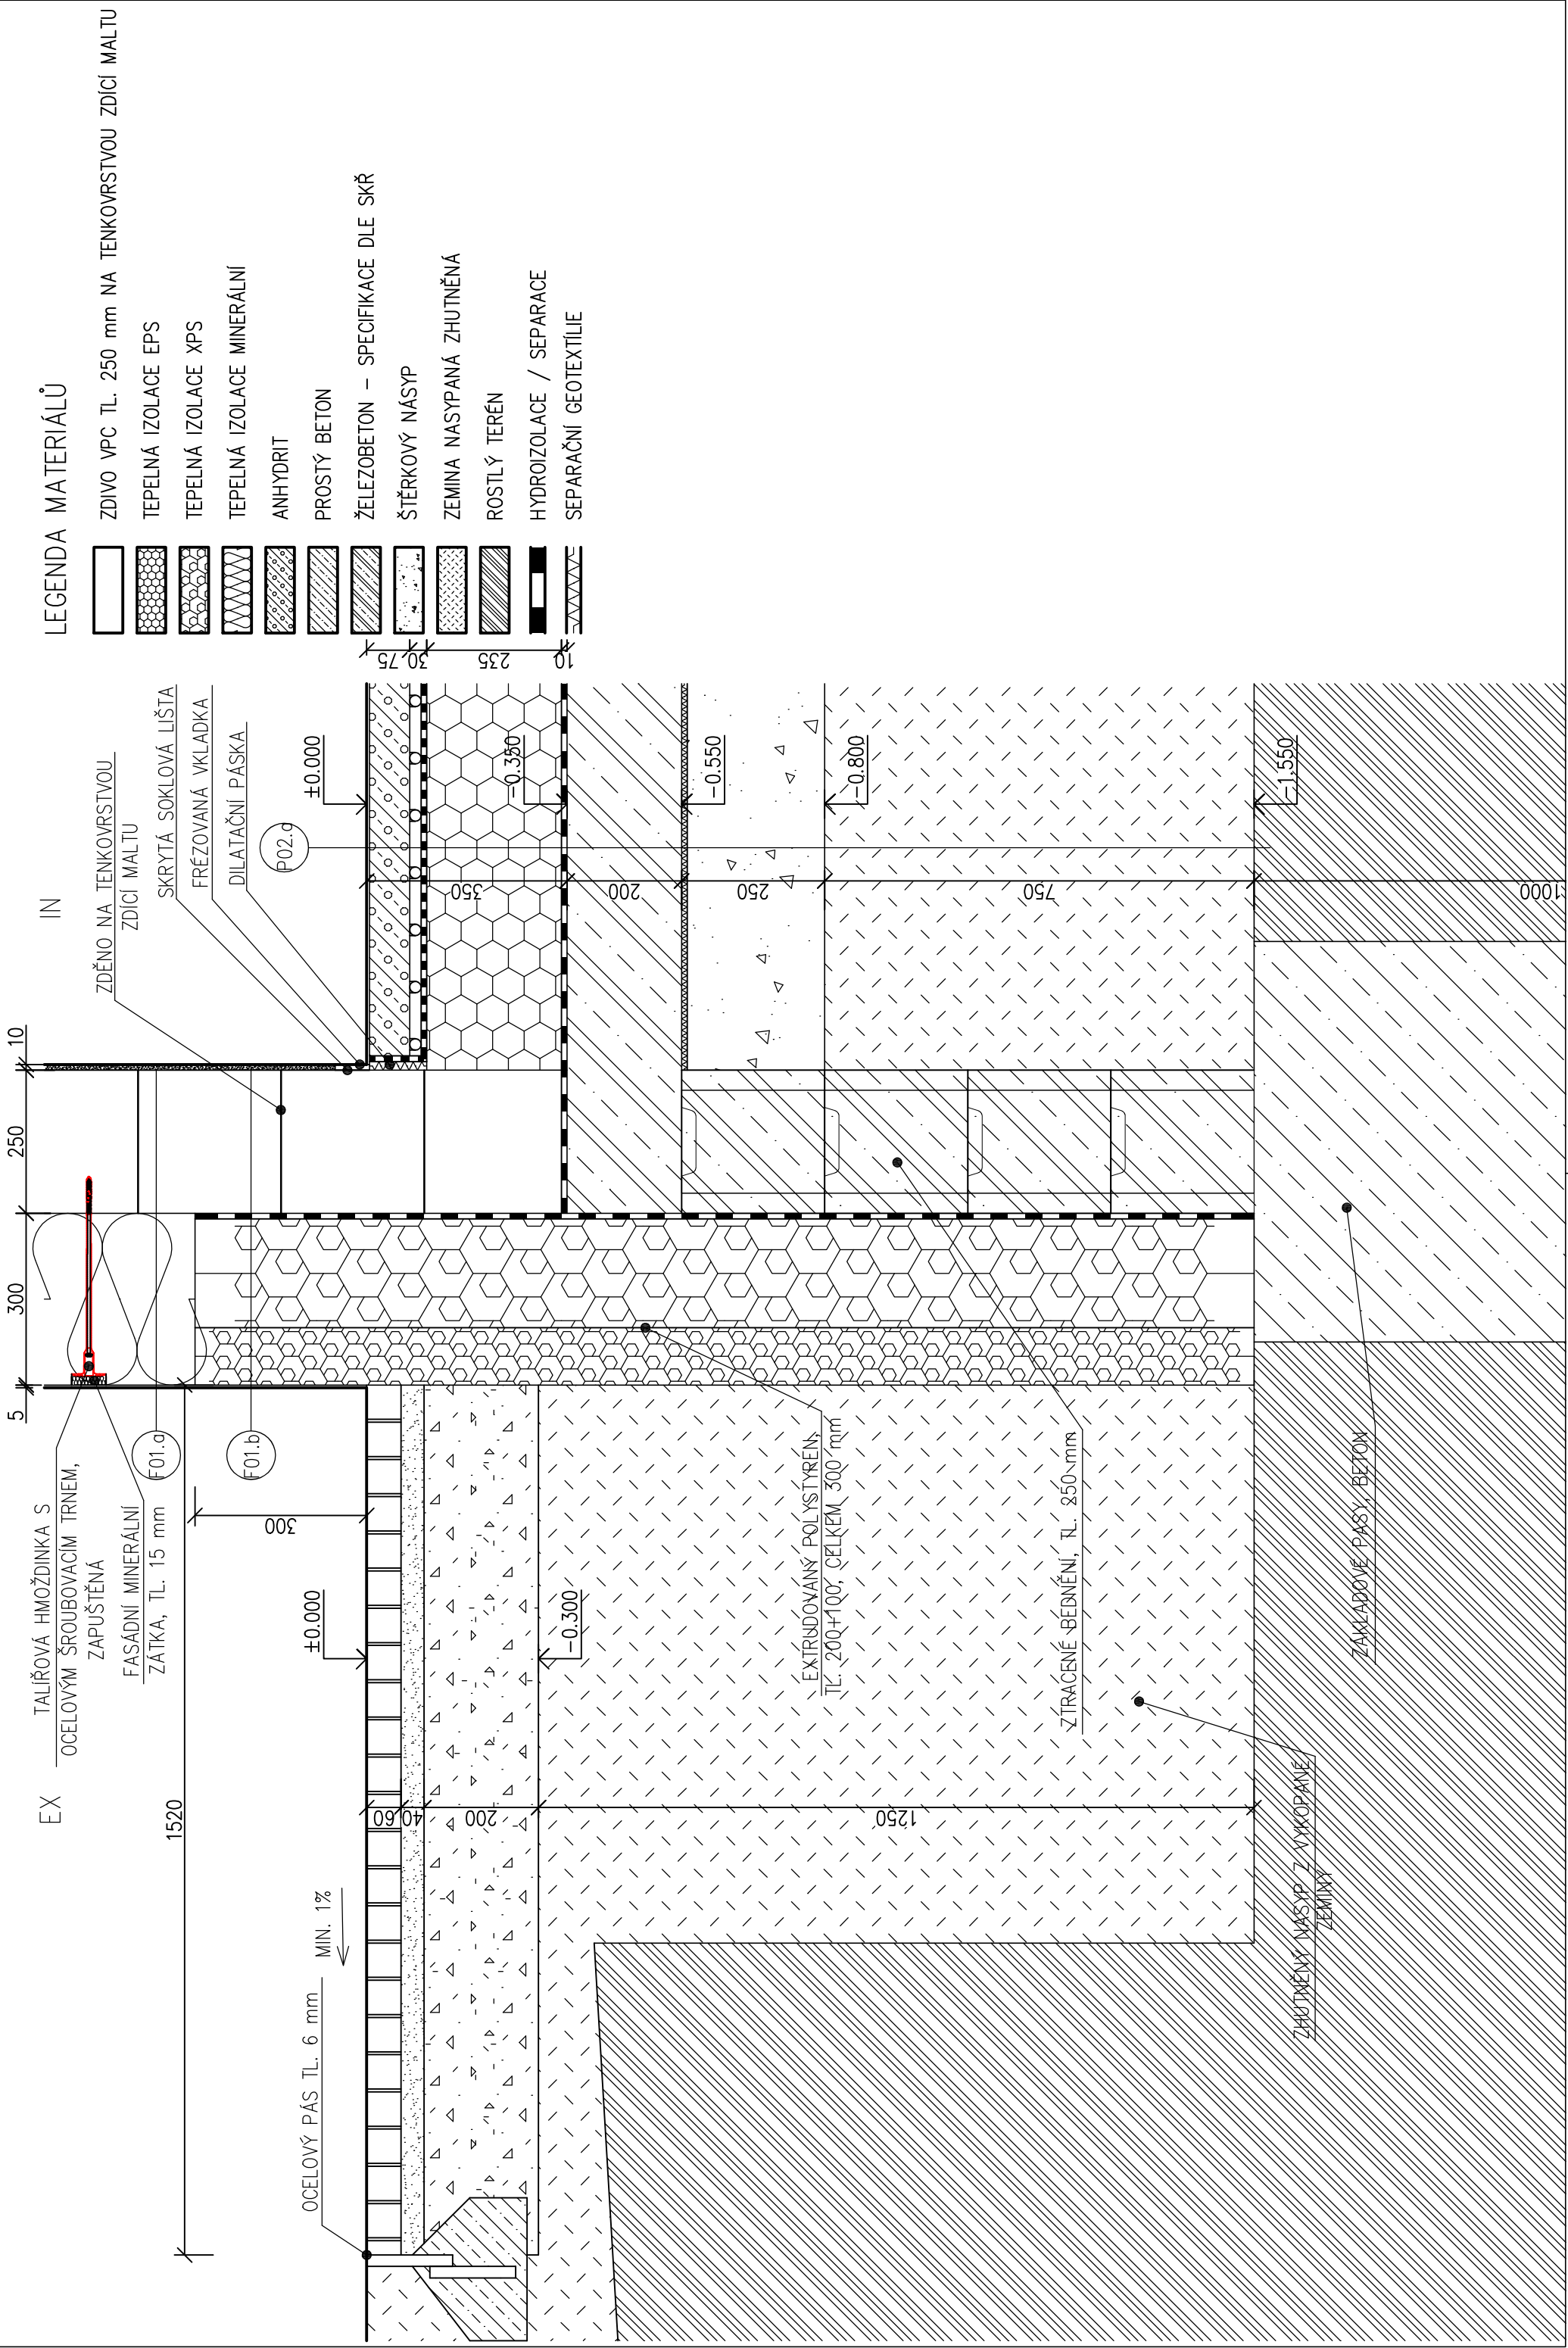 EX
TALÍŘOVÁ HMOŽDINKA S
OCELOVÝM ŠROUBOVACÍM TRNEM,
ZAPUŠTĚNÁ
FASÁDNÍ MINERÁLNÍ
ZÁTKA, TL. 15 mm
F01.a
F01.b
5
300
250
10
IN
ZDĚNO NA TENKOVRSTVOU
ZDÍCÍ MALTU
SKRYTÁ SOKLOVÁ LIŠTA
FRÉZOVANÁ VKLADKA
DILATAČNÍ PÁSKA
P02.a
1520
300
OCELOVÝ PÁS TL. 6 mm
MIN. 1%
±0.000
-0.300
60
40
200
1250
±0.000
-0.350
-0.550
-0.800
-1.550
350
200
250
750
1000
75
30
235
10
EXTRUDOVANÝ POLYSTYREN,
TL. 200+100, CELKEM 300 mm
ZTRACENÉ BEDNĚNÍ, TL. 250 mm
ZÁKLADOVÉ PASY, BETON
ZHUTNĚNÝ NÁSYP Z VYKOPANÉ
ZEMINY
LEGENDA MATERIÁLŮ
ZDIVO VPC TL. 250 mm NA TENKOVRSTVOU ZDÍCÍ MALTU
TEPELNÁ IZOLACE EPS
TEPELNÁ IZOLACE XPS
TEPELNÁ IZOLACE MINERÁLNÍ
ANHYDRIT
PROSTÝ BETON
ŽELEZOBETON - SPECIFIKACE DLE SKŘ
ŠTĚRKOVÝ NÁSYP
ZEMINA NASYPANÁ ZHUTNĚNÁ
ROSTLÝ TERÉN
HYDROIZOLACE / SEPARACE
SEPARAČNÍ GEOTEXTÍLIE